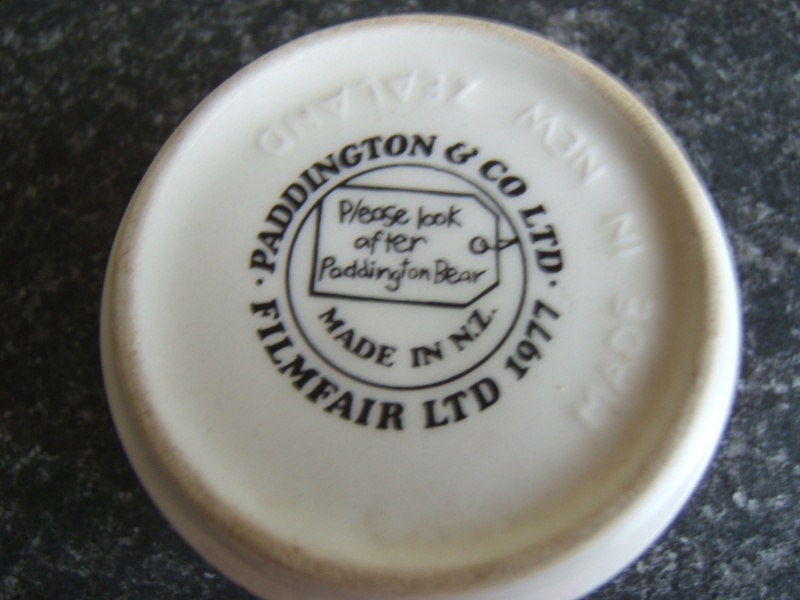 · PADDINGTON & CO LTD ·
Please look
after
Paddington Bear
MADE IN N.Z.
FILMFAIR LTD 1977
MADE IN NEW ZEALAND